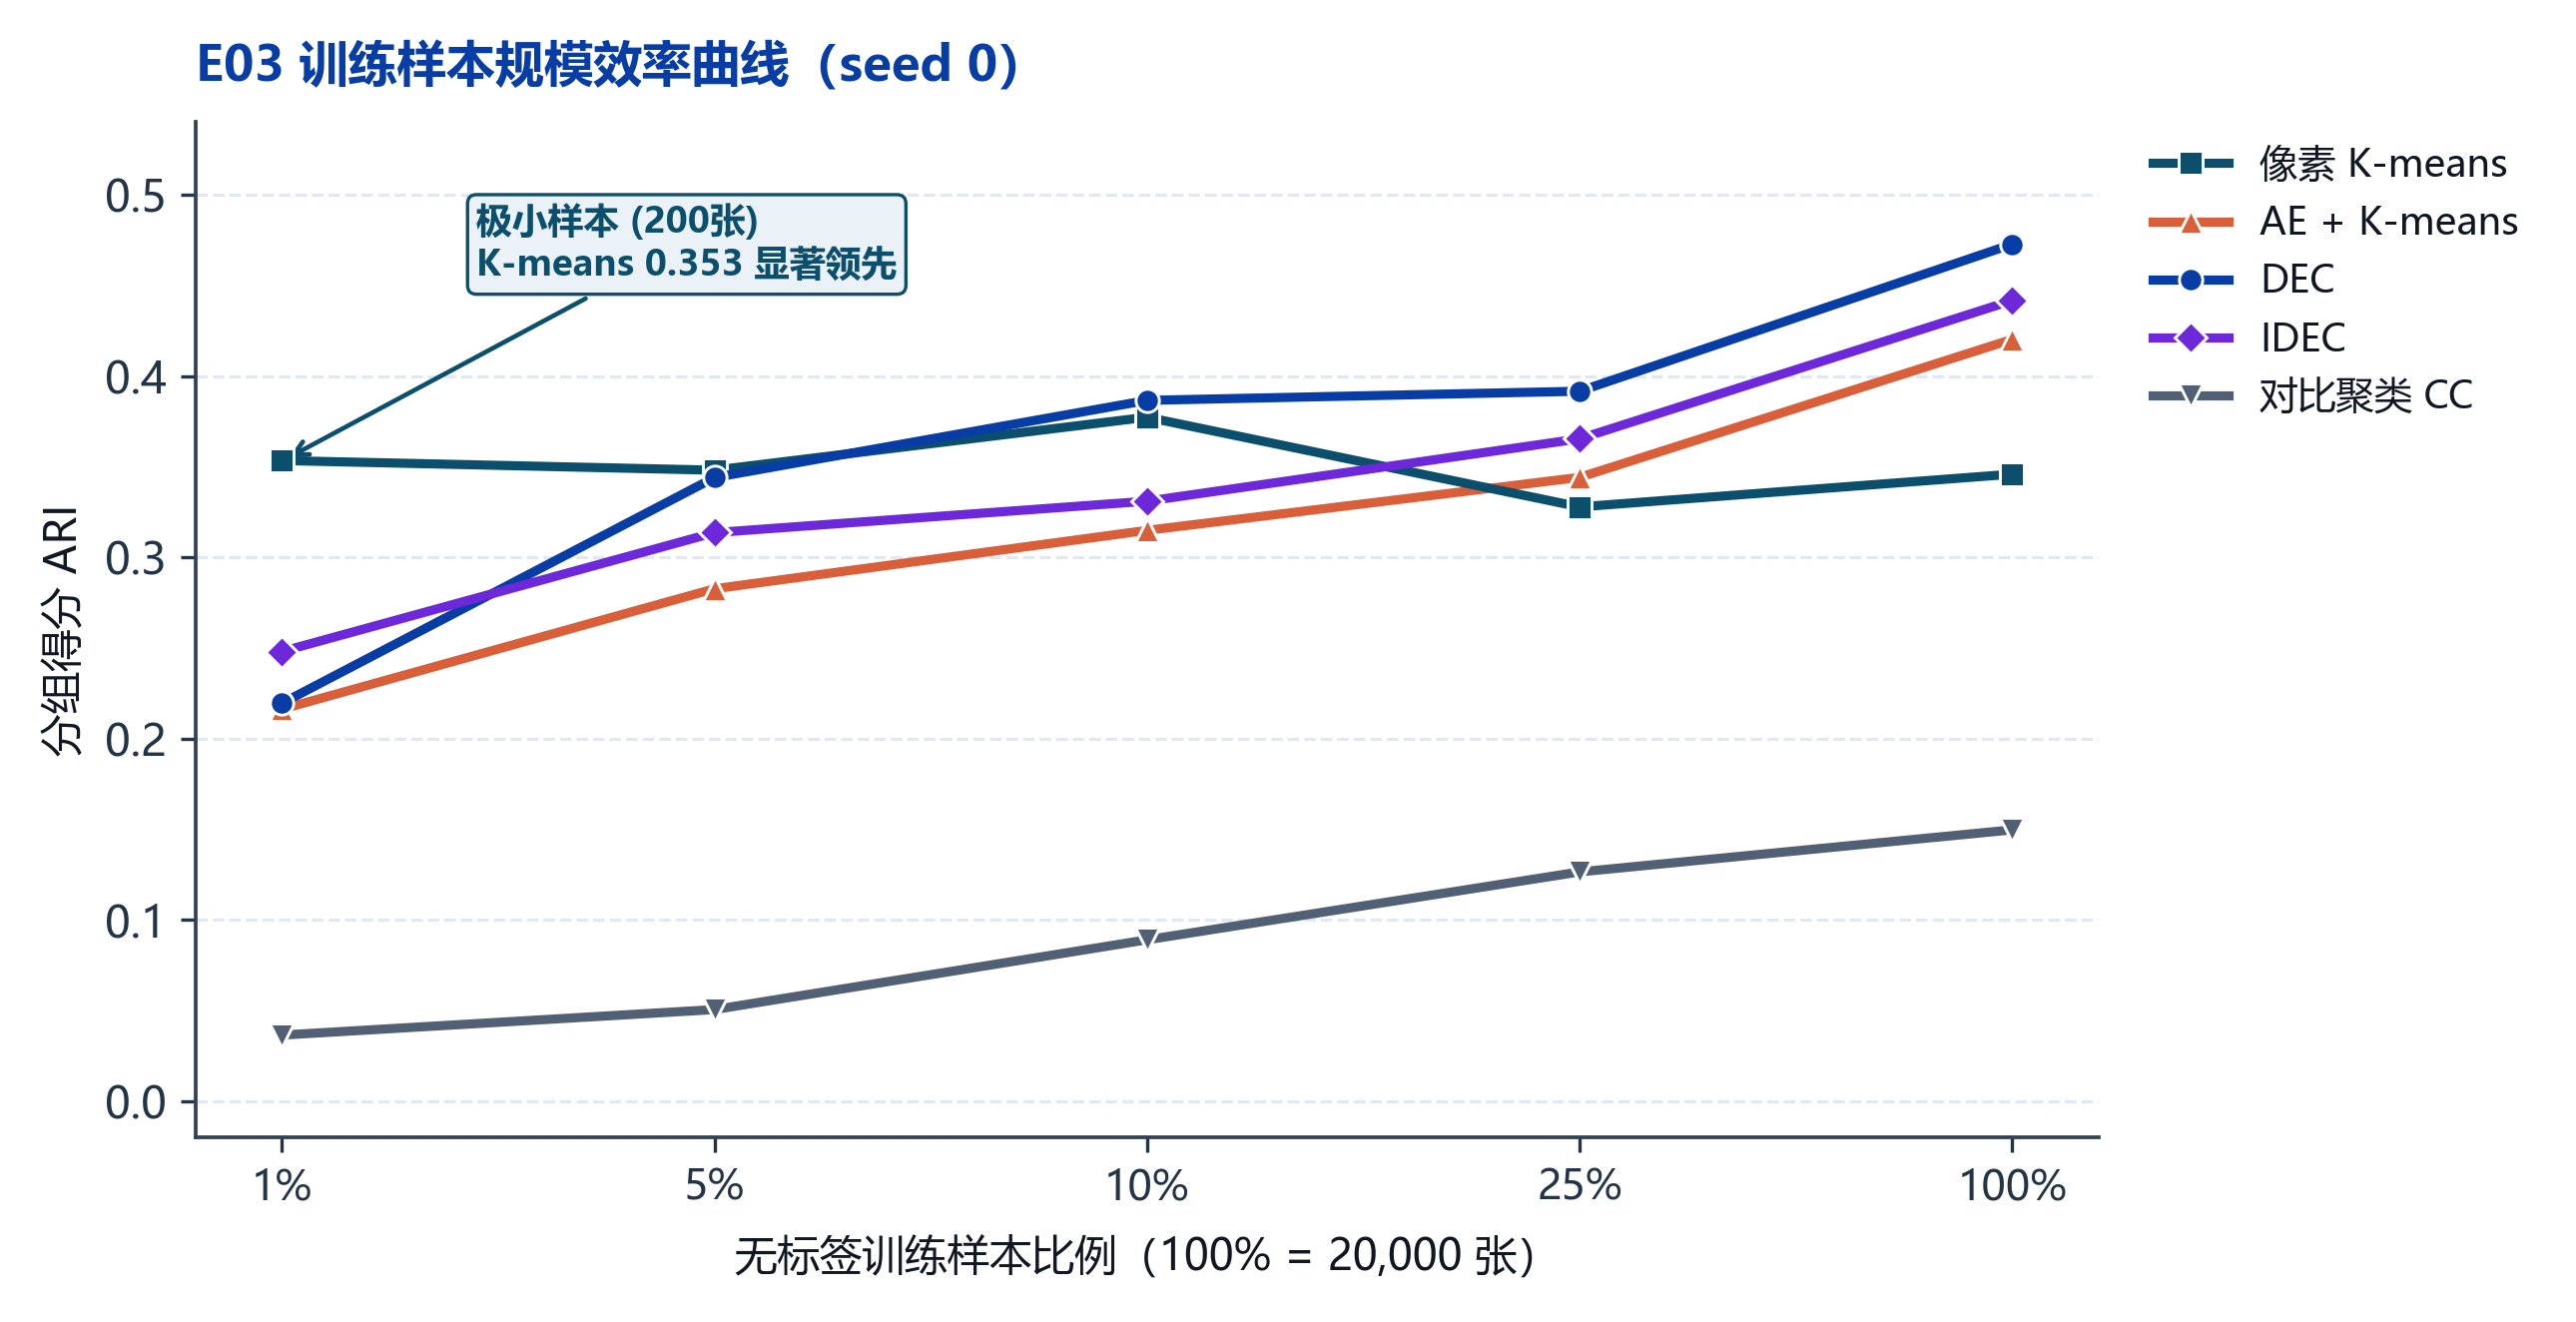 E03 训练样本规模效率曲线（seed 0）
分组得分 ARI
0.5
0.4
0.3
0.2
0.1
0.0
极小样本 (200张)
K-means 0.353 显著领先
像素 K-means
AE + K-means
DEC
IDEC
对比聚类 CC
1%
5%
10%
25%
100%
无标签训练样本比例（100% = 20,000 张）